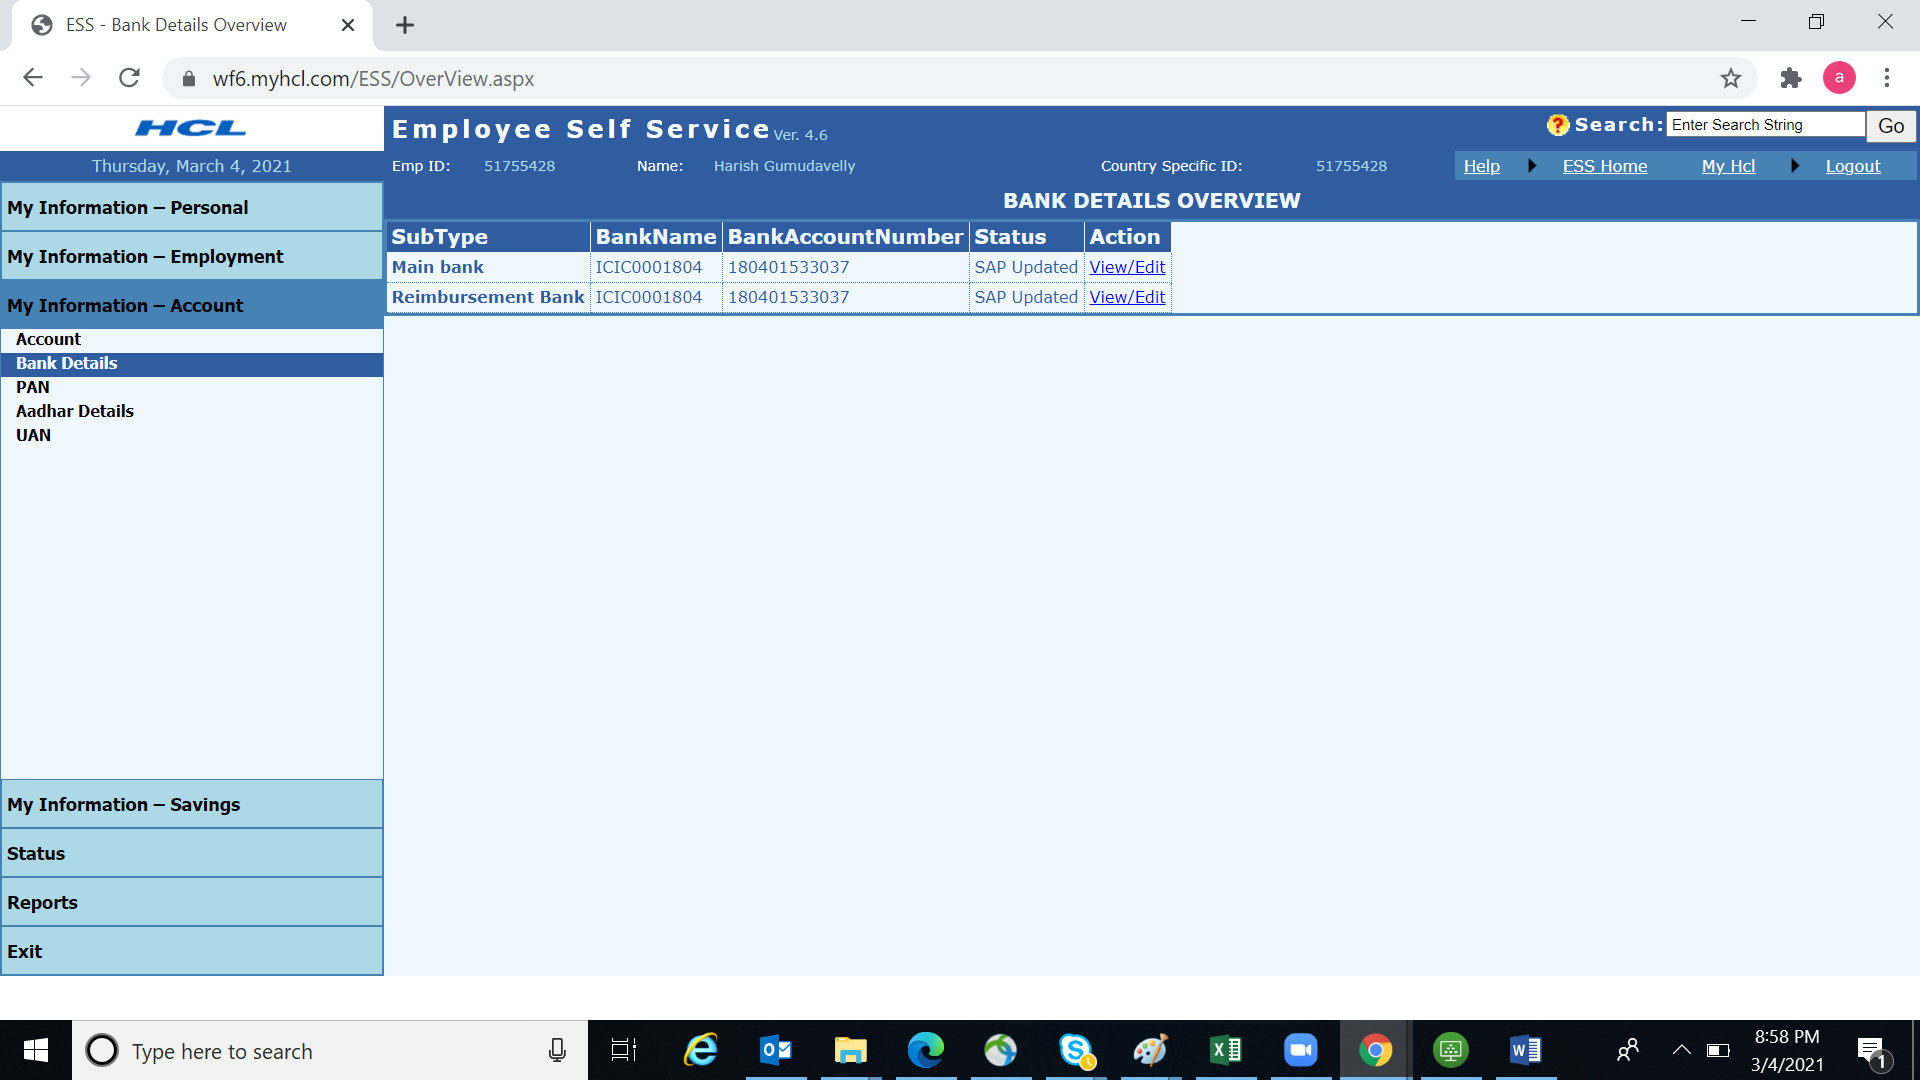 ESS - Bank Details Overview
wf6.myhcl.com/ESS/OverView.aspx
a
HCL
Employee Self Service Ver. 4.6
Search: Enter Search String Go
Thursday, March 4, 2021
Emp ID: 51755428 Name: Harish Gumudavelly Country Specific ID: 51755428
Help ESS Home My Hcl Logout
BANK DETAILS OVERVIEW
SubType BankName BankAccountNumber Status Action
Main bank ICIC0001804 180401533037 SAP Updated View/Edit
Reimbursement Bank ICIC0001804 180401533037 SAP Updated View/Edit
My Information – Personal
My Information – Employment
My Information – Account
Account
Bank Details
PAN
Aadhar Details
UAN
My Information – Savings
Status
Reports
Exit
Type here to search
8:58 PM
3/4/2021
1